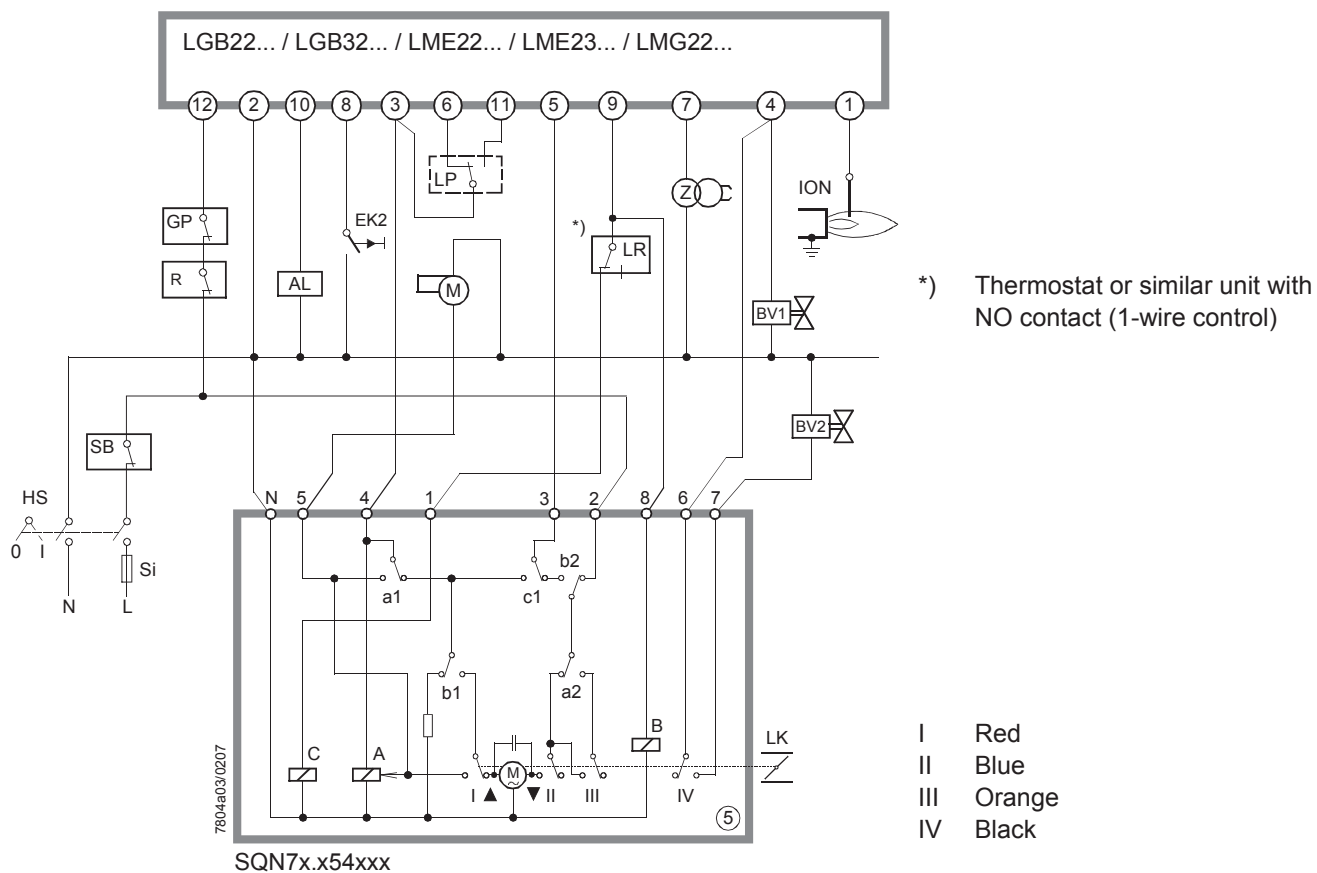 LGB22... / LGB32... / LME22... / LME23... / LMG22...
12 2 10 8 3 6 11 5 9 7 4 1
LP
Z
ION
GP
EK2
*)
LR
R
AL
M
BV1
*) Thermostat or similar unit with
NO contact (1-wire control)
BV2
SB
HS
0 I
Si
N L
N 5 4 1 3 2 8 6 7
b2
a1
c1
b1
a2
B
C
A
LK
M
~
I ▲ ▼ II III IV
5
7804a03/0207
SQN7x.x54xxx
I Red
II Blue
III Orange
IV Black